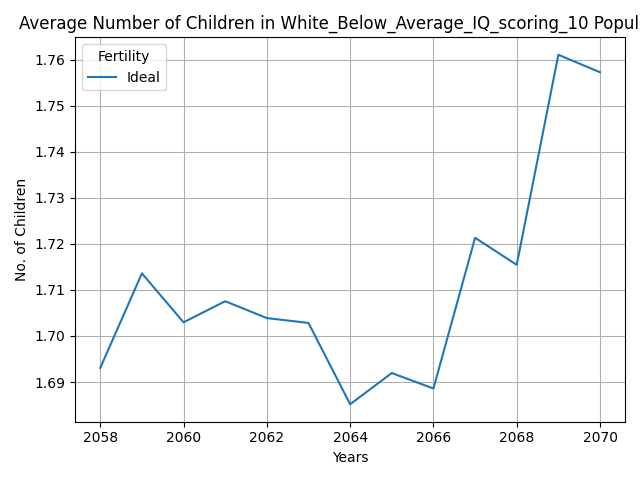 Average Number of Children in White_Below_Average_IQ_scoring_10 Popul
Fertility
Ideal
No. of Children
1.76
1.75
1.74
1.73
1.72
1.71
1.70
1.69
2058 2060 2062 2064 2066 2068 2070
Years